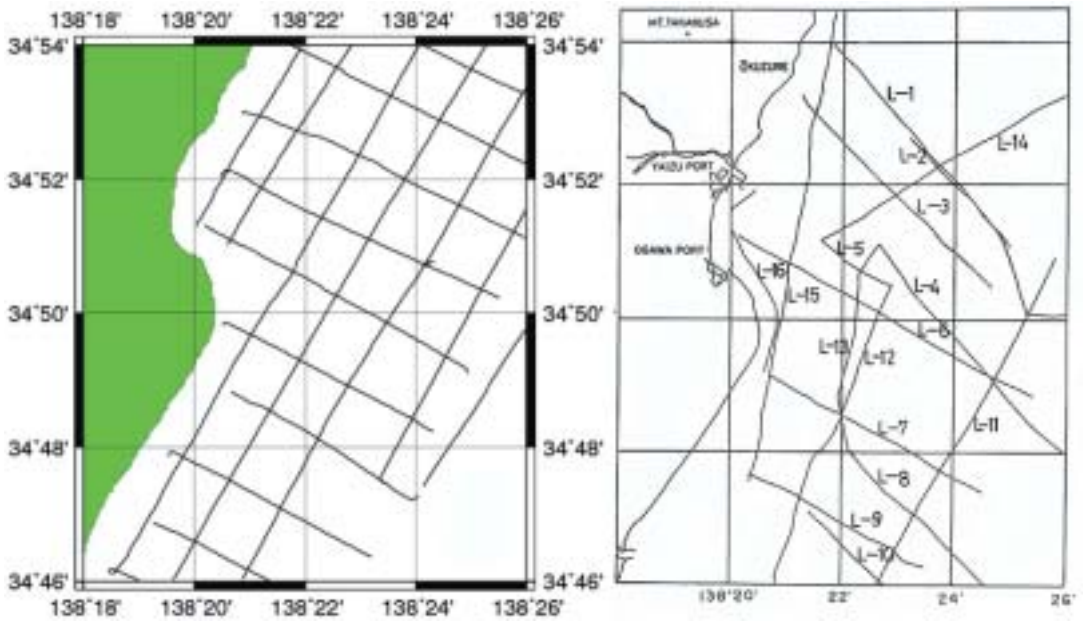 138°18' 138°20' 138°22' 138°24' 138°26'
34°54'
34°52'
34°50'
34°48'
34°46'
138°18' 138°20' 138°22' 138°24' 138°26'
34°54'
34°52'
34°50'
34°48'
34°46'
MT.TAKAKUSA
ŌKUZURE
L-1
L-14
L-2
YAIZU PORT
L-3
OGAWA PORT
L-5
L-16
L-4
L-15
L-6
L-13
L-12
L-11
L-7
L-8
L-9
L-10
138°20' 22' 24' 26'